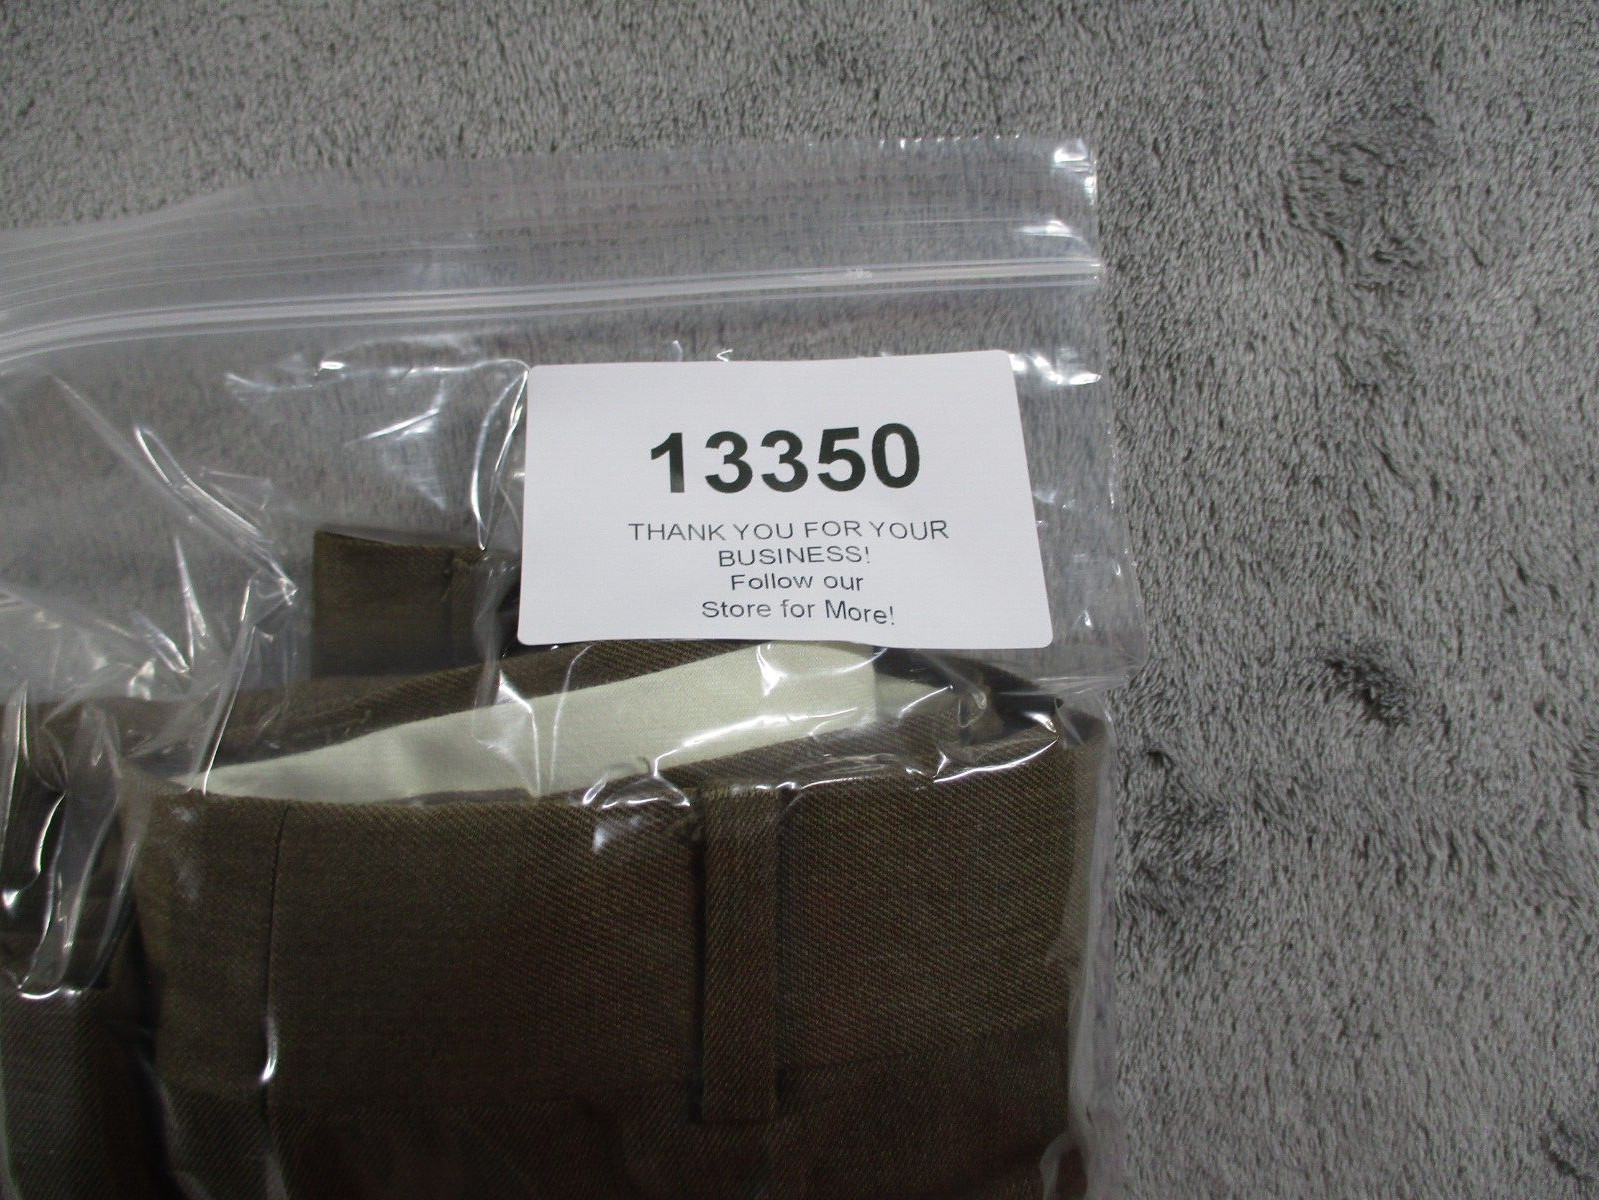 13350
THANK YOU FOR YOUR
BUSINESS!
Follow our
Store for More!